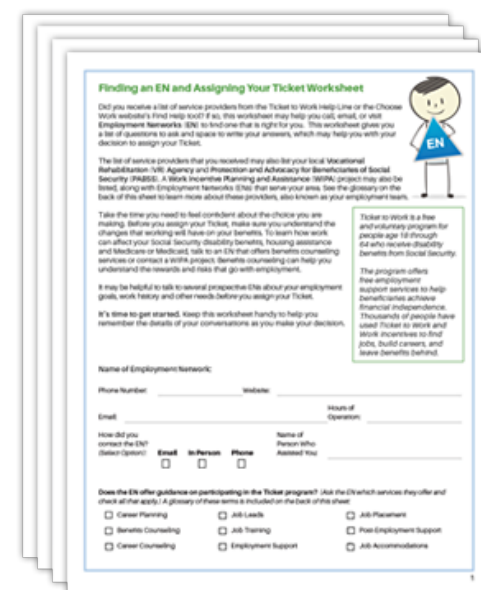 Finding an EN and Assigning Your Ticket Worksheet
Did you receive a list of service providers from the Ticket to Work Help Line or the Choose
Work website's Find Help tool? If so, this worksheet may help you call, email, or visit
Employment Networks (EN) to find one that is right for you. This worksheet gives you
a list of questions to ask and space to write your answers, which may help you with your
decision to assign your Ticket.
EN
The list of service providers that you received may also list your local Vocational
Rehabilitation (VR) Agency and Protection and Advocacy for Beneficiaries of Social
Security (PABSS). A Work Incentive Planning and Assistance (WIPA) project may also be
listed, along with Employment Networks (ENs) that serve your area. See the glossary on the
back of this sheet to learn more about these providers, also known as your employment team.
Take the time you need to feel confident about the choice you are
making. Before you assign your Ticket, make sure you understand the
changes that working will have on your benefits. To learn how work
can affect your Social Security disability benefits, housing assistance
and Medicare or Medicaid, talk to an EN that offers benefits counseling
services or contact a WIPA project. Benefits counseling can help you
understand the rewards and risks that go with employment.
It may be helpful to talk to several prospective ENs about your employment
goals, work history and other needs before you assign your Ticket.
It's time to get started. Keep this worksheet handy to help you
remember the details of your conversations as you make your decision.
Ticket to Work is a free
and voluntary program for
people age 18 through
64 who receive disability
benefits from Social Security.
The program offers
free employment
support services to help
beneficiaries achieve
financial independence.
Thousands of people have
used Ticket to Work and
Work Incentives to find
jobs, build careers, and
leave benefits behind.
Name of Employment Network:
Phone Number: Website:
Email: Hours of
Operation:
How did you
contact the EN?
(Select Option): Email In Person Phone
Name of
Person Who
Assisted You:
Does the EN offer guidance on participating in the Ticket program? (Ask the EN which services they offer and
check all that apply.) A glossary of these terms is included on the back of this sheet:
Career Planning Job Leads Job Placement
Benefits Counseling Job Training Post-Employment Support
Career Counseling Employment Support Job Accommodations
1